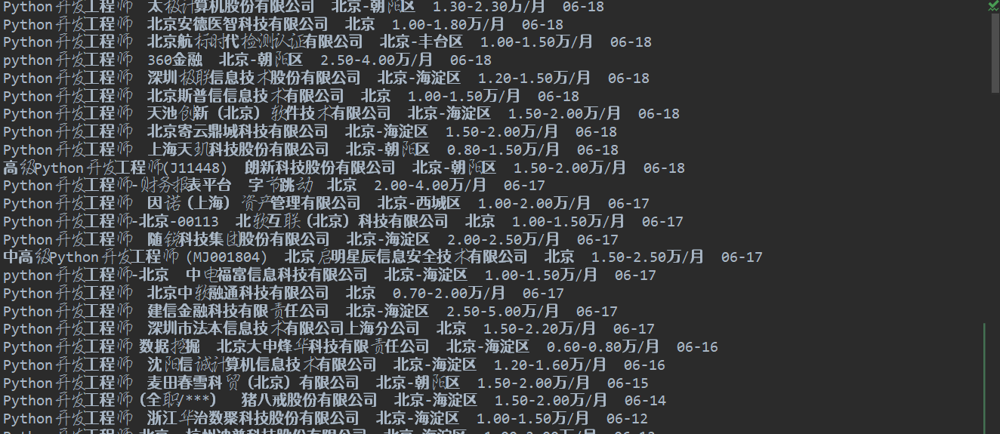 Python开发工程师 太极计算机股份有限公司 北京-朝阳区 1.30-2.30万/月 06-18
Python开发工程师 北京安德医智科技有限公司 北京 1.00-1.80万/月 06-18
Python开发工程师 北京航标时代检测认证有限公司 北京-丰台区 1.00-1.50万/月 06-18
python开发工程师 360金融 北京-朝阳区 2.50-4.00万/月 06-18
Python开发工程师 深圳极联信息技术股份有限公司 北京-海淀区 1.20-1.50万/月 06-18
Python开发工程师 北京斯普信信息技术有限公司 北京 1.00-1.50万/月 06-18
Python开发工程师 天池创新（北京）软件技术有限公司 北京-海淀区 1.50-2.00万/月 06-18
Python开发工程师 北京寄云鼎城科技有限公司 北京-海淀区 1.50-2.00万/月 06-18
Python开发工程师 上海天玑科技股份有限公司 北京-朝阳区 0.80-1.50万/月 06-18
高级Python开发工程师(J11448) 朗新科技股份有限公司 北京-朝阳区 1.50-2.00万/月 06-18
Python开发工程师-财务报表平台 字节跳动 北京 2.00-4.00万/月 06-17
Python开发工程师 因诺（上海）资产管理有限公司 北京-西城区 1.00-2.00万/月 06-17
Python开发工程师-北京-00113 北软互联（北京）科技有限公司 北京 1.00-1.50万/月 06-17
Python开发工程师 随锐科技集团股份有限公司 北京-海淀区 2.00-2.50万/月 06-17
中高级Python开发工程师 (MJ001804) 北京启明星辰信息安全技术有限公司 北京 1.50-2.50万/月 06-17
python开发工程师-北京 中电福富信息科技有限公司 北京-海淀区 1.00-1.50万/月 06-17
Python开发工程师 北京中软融通科技有限公司 北京 0.70-2.00万/月 06-17
Python开发工程师 建信金融科技有限责任公司 北京-海淀区 2.50-5.00万/月 06-17
Python开发工程师 深圳市法本信息技术有限公司上海分公司 北京 1.50-2.20万/月 06-17
Python开发工程师 数据挖掘 北京大申烽华科技有限责任公司 北京-海淀区 0.60-0.80万/月 06-16
Python开发工程师 沈阳信诚计算机信息技术有限公司 北京-海淀区 1.20-1.60万/月 06-16
Python开发工程师 麦田春雪科贸（北京）有限公司 北京-朝阳区 1.50-2.00万/月 06-15
Python开发工程师(全职/***) 猪八戒股份有限公司 北京-海淀区 1.50-2.00万/月 06-14
Python开发工程师 浙江华治数聚科技股份有限公司 北京-海淀区 1.00-1.50万/月 06-12